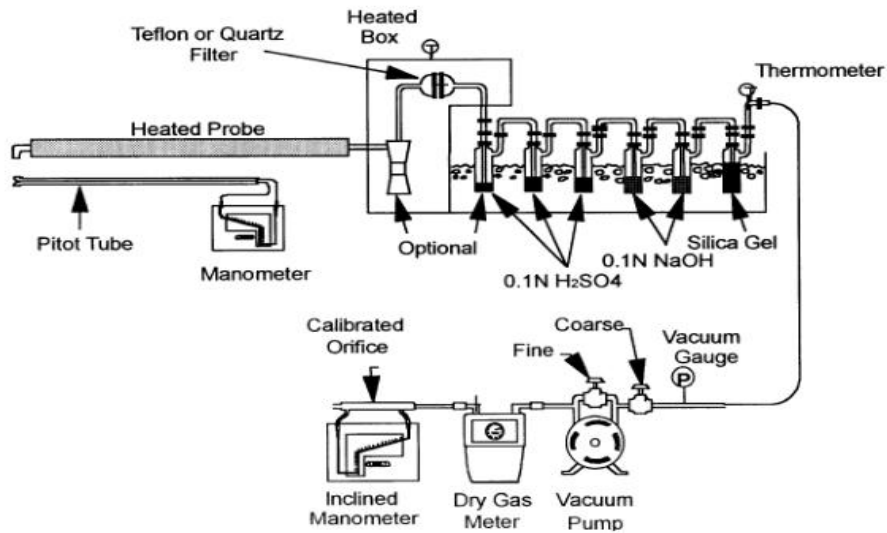 Heated
Box
Teflon or Quartz
Filter
Thermometer
T
Heated Probe
Pitot Tube
Manometer
Optional
Silica Gel
0.1N NaOH
0.1N H₂SO4
Calibrated
Orifice
Fine
Coarse
Vacuum
Gauge
P
Inclined
Manometer
Dry Gas
Meter
Vacuum
Pump